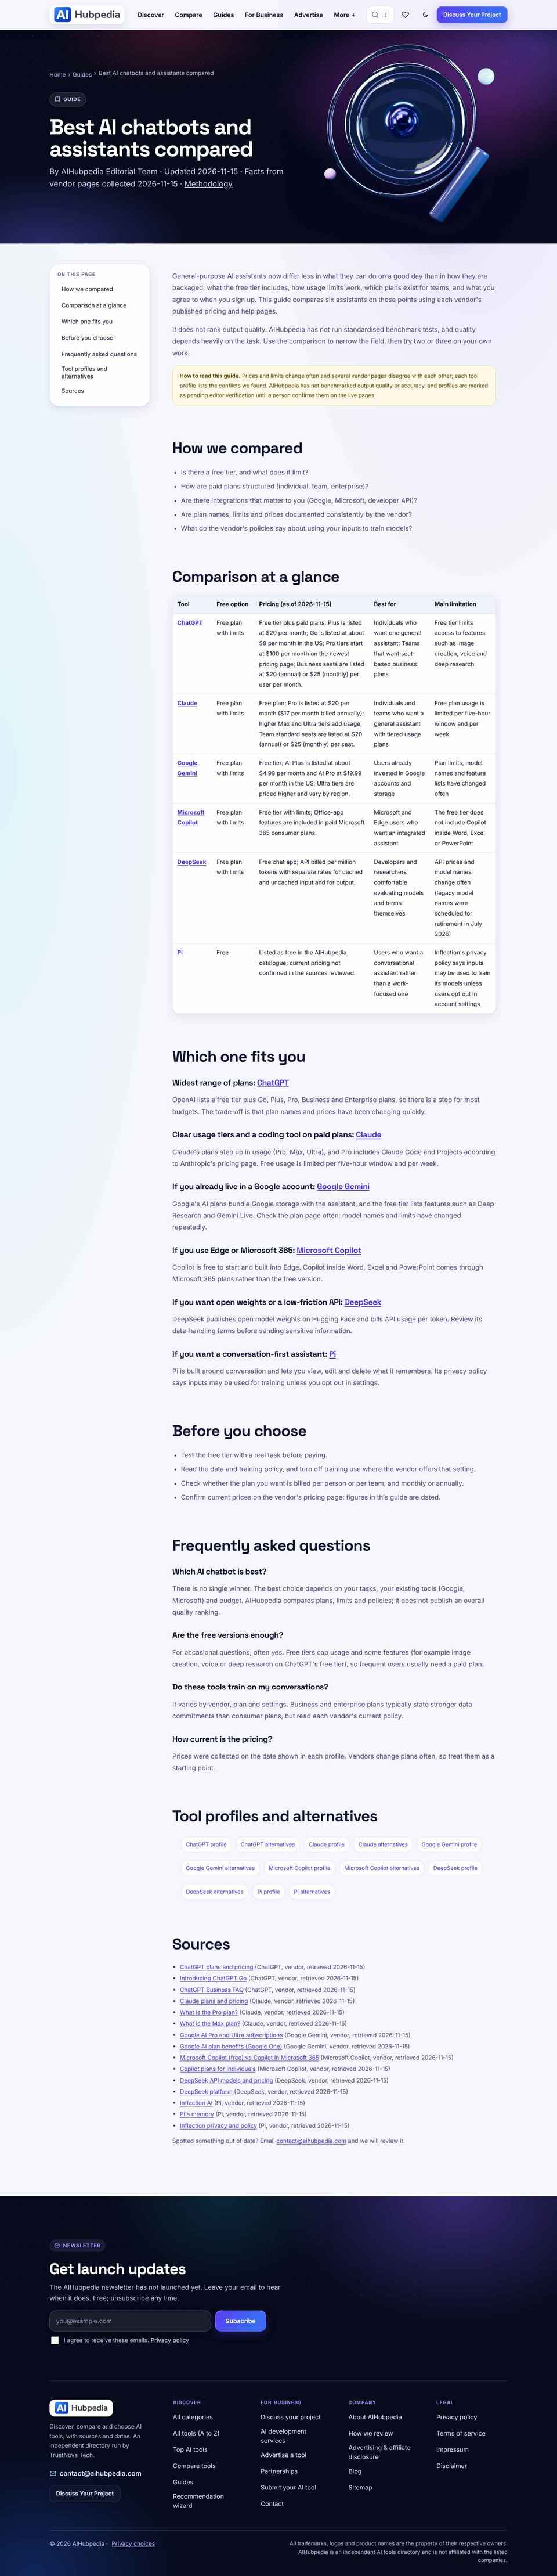 AI Hubpedia
Discover
Compare
Guides
For Business
Advertise
More +
/
Discuss Your Project
Home › Guides › Best AI chatbots and assistants compared
GUIDE
Best AI chatbots and
assistants compared
By AIHubpedia Editorial Team · Updated 2026-11-15 · Facts from
vendor pages collected 2026-11-15 · Methodology
ON THIS PAGE
How we compared
Comparison at a glance
Which one fits you
Before you choose
Frequently asked questions
Tool profiles and
alternatives
Sources
General-purpose AI assistants now differ less in what they can do on a good day than in how they are
packaged: what the free tier includes, how usage limits work, which plans exist for teams, and what you
agree to when you sign up. This guide compares six assistants on those points using each vendor's
published pricing and help pages.
It does not rank output quality. AIHubpedia has not run standardised benchmark tests, and quality
depends heavily on the task. Use the comparison to narrow the field, then try two or three on your own
work.
How to read this guide. Prices and limits change often and several vendor pages disagree with each other; each tool
profile lists the conflicts we found. AIHubpedia has not benchmarked output quality or accuracy, and profiles are marked
as pending editor verification until a person confirms them on the live pages.
How we compared
• Is there a free tier, and what does it limit?
• How are paid plans structured (individual, team, enterprise)?
• Are there integrations that matter to you (Google, Microsoft, developer API)?
• Are plan names, limits and prices documented consistently by the vendor?
• What do the vendor's policies say about using your inputs to train models?
Comparison at a glance
Tool
Free option
Pricing (as of 2026-11-15)
Best for
Main limitation
ChatGPT
Free plan
with limits
Free tier plus paid plans. Plus is listed
at $20 per month; Go is listed at about
$8 per month in the US; Pro tiers start
at $100 per month on the newest
pricing page; Business seats are listed
at $20 (annual) or $25 (monthly) per
user per month.
Individuals who
want one general
assistant; Teams
that want seat-
based business
plans
Free tier limits
access to features
such as image
creation, voice and
deep research
Claude
Free plan
with limits
Free plan; Pro is listed at $20 per
month ($17 per month billed annually);
higher Max and Ultra tiers add usage;
Team standard seats are listed at $20
(annual) or $25 (monthly) per seat.
Individuals and
teams who want a
general assistant
with tiered usage
plans
Free plan usage is
limited per five-hour
window and per
week
Google
Gemini
Free plan
with limits
Free tier; AI Plus is listed at about
$4.99 per month and AI Pro at $19.99
per month in the US; Ultra tiers are
priced higher and vary by region.
Users already
invested in Google
accounts and
storage
Plan limits, model
names and feature
lists have changed
often
Microsoft
Copilot
Free plan
with limits
Free tier with limits; Office-app
features are included in paid Microsoft
365 consumer plans.
Microsoft and
Edge users who
want an integrated
assistant
The free tier does
not include Copilot
inside Word, Excel
or PowerPoint
DeepSeek
Free plan
with limits
Free chat app; API billed per million
tokens with separate rates for cached
and uncached input and for output.
Developers and
researchers
comfortable
evaluating models
and terms
themselves
API prices and
model names
change often
(legacy model
names were
scheduled for
retirement in July
2026)
Pi
Free
Listed as free in the AIHubpedia
catalogue; current pricing not
confirmed in the sources reviewed.
Users who want a
conversational
assistant rather
than a work-
focused one
Inflection's privacy
policy says inputs
may be used to train
its models unless
users opt out in
account settings
Which one fits you
Widest range of plans: ChatGPT
OpenAI lists a free tier plus Go, Plus, Pro, Business and Enterprise plans, so there is a step for most
budgets. The trade-off is that plan names and prices have been changing quickly.
Clear usage tiers and a coding tool on paid plans: Claude
Claude's plans step up in usage (Pro, Max, Ultra), and Pro includes Claude Code and Projects according
to Anthropic's pricing page. Free usage is limited per five-hour window and per week.
If you already live in a Google account: Google Gemini
Google's AI plans bundle Google storage with the assistant, and the free tier lists features such as Deep
Research and Gemini Live. Check the plan page often: model names and limits have changed
repeatedly.
If you use Edge or Microsoft 365: Microsoft Copilot
Copilot is free to start and built into Edge. Copilot inside Word, Excel and PowerPoint comes through
Microsoft 365 plans rather than the free version.
If you want open weights or a low-friction API: DeepSeek
DeepSeek publishes open model weights on Hugging Face and bills API usage per token. Review its
data-handling terms before sending sensitive information.
If you want a conversation-first assistant: Pi
Pi is built around conversation and lets you view, edit and delete what it remembers. Its privacy policy
says inputs may be used for training unless you opt out in settings.
Before you choose
• Test the free tier with a real task before paying.
• Read the data and training policy, and turn off training use where the vendor offers that setting.
• Check whether the plan you want is billed per person or per team, and monthly or annually.
• Confirm current prices on the vendor's pricing page: figures in this guide are dated.
Frequently asked questions
Which AI chatbot is best?
There is no single winner. The best choice depends on your tasks, your existing tools (Google,
Microsoft) and budget. AIHubpedia compares plans, limits and policies; it does not publish an overall
quality ranking.
Are the free versions enough?
For occasional questions, often yes. Free tiers cap usage and some features (for example image
creation, voice or deep research on ChatGPT's free tier), so frequent users usually need a paid plan.
Do these tools train on my conversations?
It varies by vendor, plan and settings. Business and enterprise plans typically state stronger data
commitments than consumer plans, but read each vendor's current policy.
How current is the pricing?
Prices were collected on the date shown in each profile. Vendors change plans often, so treat them as a
starting point.
Tool profiles and alternatives
ChatGPT profile
ChatGPT alternatives
Claude profile
Claude alternatives
Google Gemini profile
Google Gemini alternatives
Microsoft Copilot profile
Microsoft Copilot alternatives
DeepSeek profile
DeepSeek alternatives
Pi profile
Pi alternatives
Sources
• ChatGPT plans and pricing (ChatGPT, vendor, retrieved 2026-11-15)
• Introducing ChatGPT Go (ChatGPT, vendor, retrieved 2026-11-15)
• ChatGPT Business FAQ (ChatGPT, vendor, retrieved 2026-11-15)
• Claude plans and pricing (Claude, vendor, retrieved 2026-11-15)
• What is the Pro plan? (Claude, vendor, retrieved 2026-11-15)
• What is the Max plan? (Claude, vendor, retrieved 2026-11-15)
• Google AI Pro and Ultra subscriptions (Google Gemini, vendor, retrieved 2026-11-15)
• Google AI plan benefits (Google One) (Google Gemini, vendor, retrieved 2026-11-15)
• Microsoft Copilot (free) vs Copilot in Microsoft 365 (Microsoft Copilot, vendor, retrieved 2026-11-15)
• Copilot plans for individuals (Microsoft Copilot, vendor, retrieved 2026-11-15)
• DeepSeek API models and pricing (DeepSeek, vendor, retrieved 2026-11-15)
• DeepSeek platform (DeepSeek, vendor, retrieved 2026-11-15)
• Inflection AI (Pi, vendor, retrieved 2026-11-15)
• Pi's memory (Pi, vendor, retrieved 2026-11-15)
• Inflection privacy and policy (Pi, vendor, retrieved 2026-11-15)
Spotted something out of date? Email contact@aihubpedia.com and we will review it.
NEWSLETTER
Get launch updates
The AIHubpedia newsletter has not launched yet. Leave your email to hear
when it does. Free; unsubscribe any time.
you@example.com
Subscribe
I agree to receive these emails. Privacy policy
AI Hubpedia
Discover, compare and choose AI
tools, with sources and dates. An
independent directory run by
TrustNova Tech.
contact@aihubpedia.com
Discuss Your Project
DISCOVER
All categories
All tools (A to Z)
Top AI tools
Compare tools
Guides
Recommendation
wizard
FOR BUSINESS
Discuss your project
AI development
services
Advertise a tool
Partnerships
Submit your AI tool
Contact
COMPANY
About AIHubpedia
How we review
Advertising & affiliate
disclosure
Blog
Sitemap
LEGAL
Privacy policy
Terms of service
Impressum
Disclaimer
© 2026 AIHubpedia · Privacy choices
All trademarks, logos and product names are the property of their respective owners.
AIHubpedia is an independent AI tools directory and is not affiliated with the listed
companies.